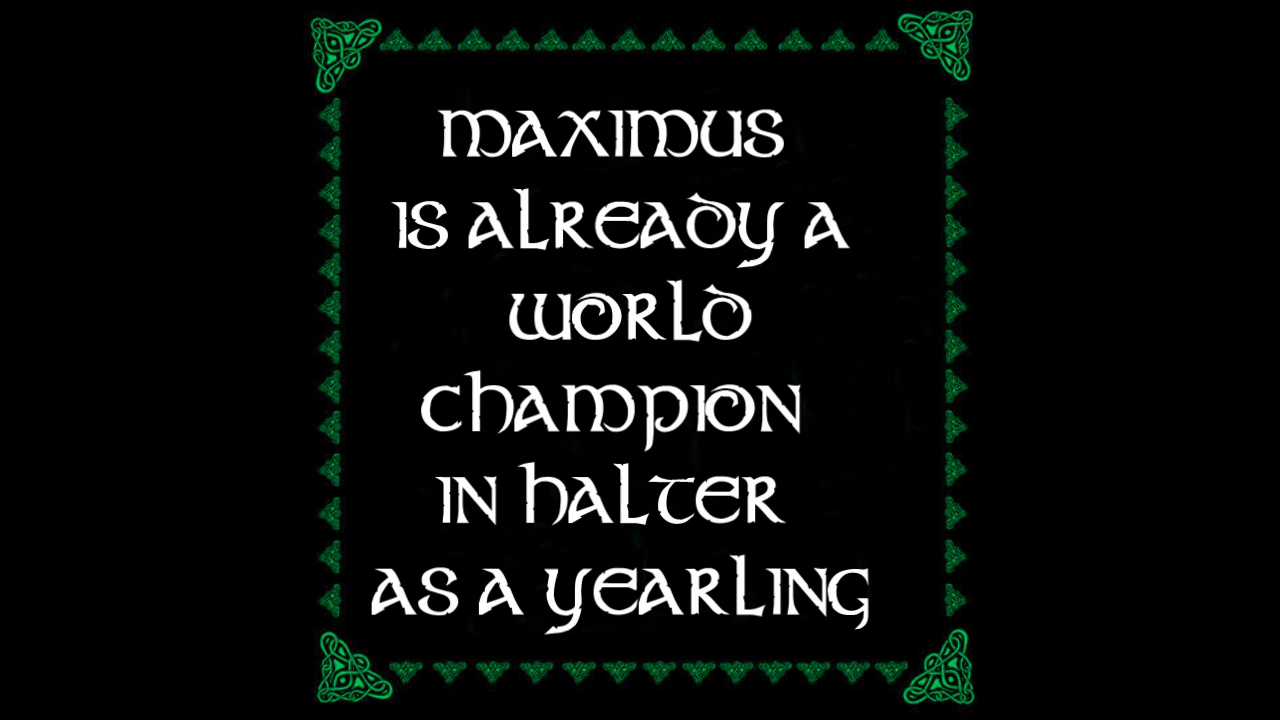 MAXIMUS
IS ALREADY A
WORLD
CHAMPION
IN HALTER
AS A YEARLING